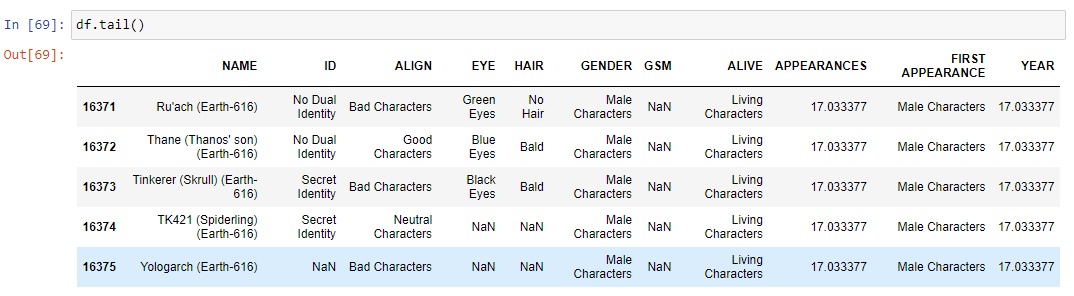 In [69]: df.tail()
Out[69]:
NAME ID ALIGN EYE HAIR GENDER GSM ALIVE APPEARANCES FIRST APPEARANCE YEAR
16371 Ru'ach (Earth-616) No Dual Identity Bad Characters Green Eyes No Hair Male Characters NaN Living Characters 17.033377 Male Characters 17.033377
16372 Thane (Thanos' son) (Earth-616) No Dual Identity Good Characters Blue Eyes Bald Male Characters NaN Living Characters 17.033377 Male Characters 17.033377
16373 Tinkerer (Skrull) (Earth-616) Secret Identity Bad Characters Black Eyes Bald Male Characters NaN Living Characters 17.033377 Male Characters 17.033377
16374 TK421 (Spiderling) (Earth-616) Secret Identity Neutral Characters NaN NaN Male Characters NaN Living Characters 17.033377 Male Characters 17.033377
16375 Yologarch (Earth-616) NaN Bad Characters NaN NaN Male Characters NaN Living Characters 17.033377 Male Characters 17.033377